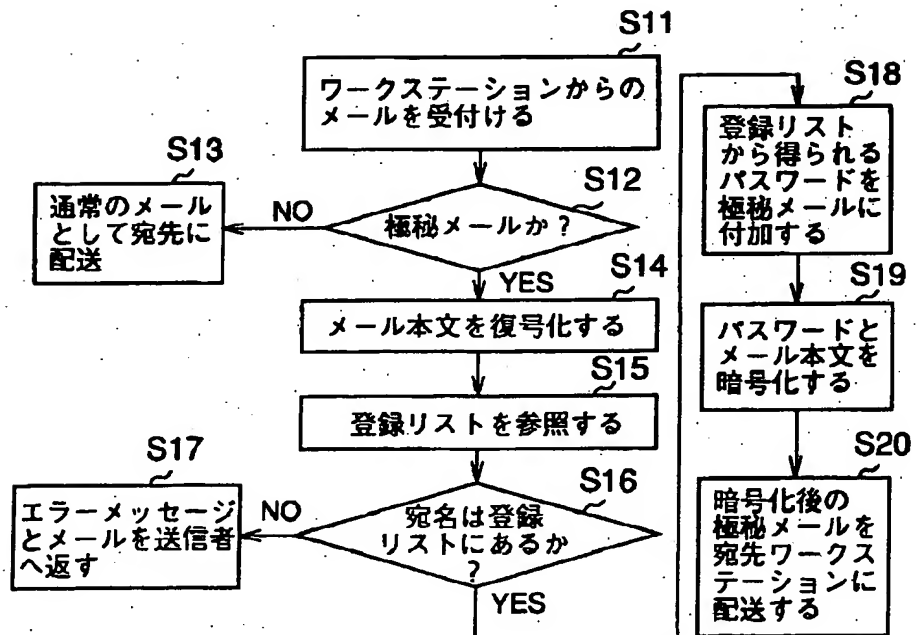 S11
ワークステーションからの
メールを受付ける
S12
極秘メールか？
NO
S13
通常のメール
として宛先に
配送
YES
S14
メール本文を復号化する
S15
登録リストを参照する
S16
宛名は登録
リストにあるか
？
NO
S17
エラーメッセージ
とメールを送信者
へ返す
YES
S18
登録リスト
から得られる
パスワードを
極秘メールに
付加する
S19
パスワードと
メール本文を
暗号化する
S20
暗号化後の
極秘メールを
宛先ワークス
テーションに
配送する